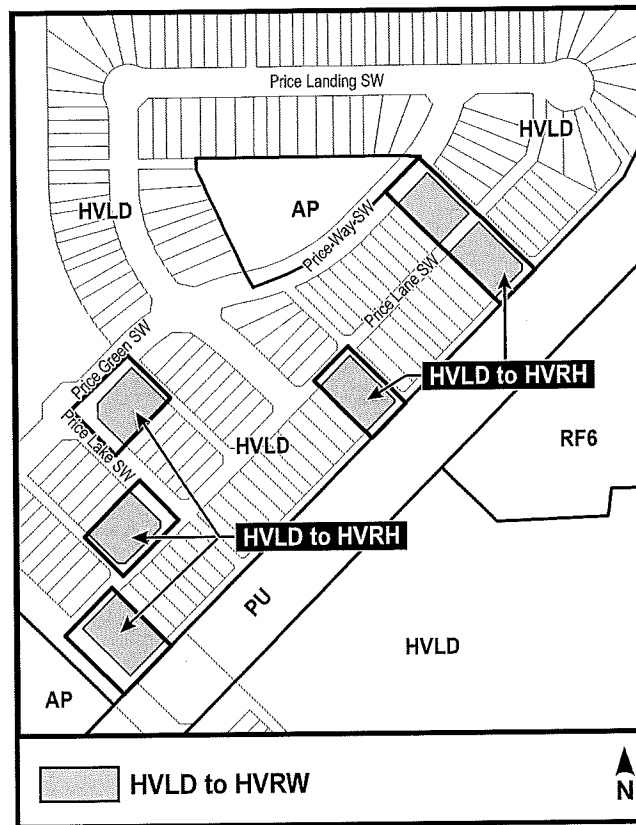 Price Landing SW
HVLD
HVLD
AP
Price Way SW
Price Lane SW
Price Green SW
HVLD to HVRH
RF6
Price Lake SW
HVLD
HVLD to HVRH
PU
HVLD
AP
HVLD to HVRW
N